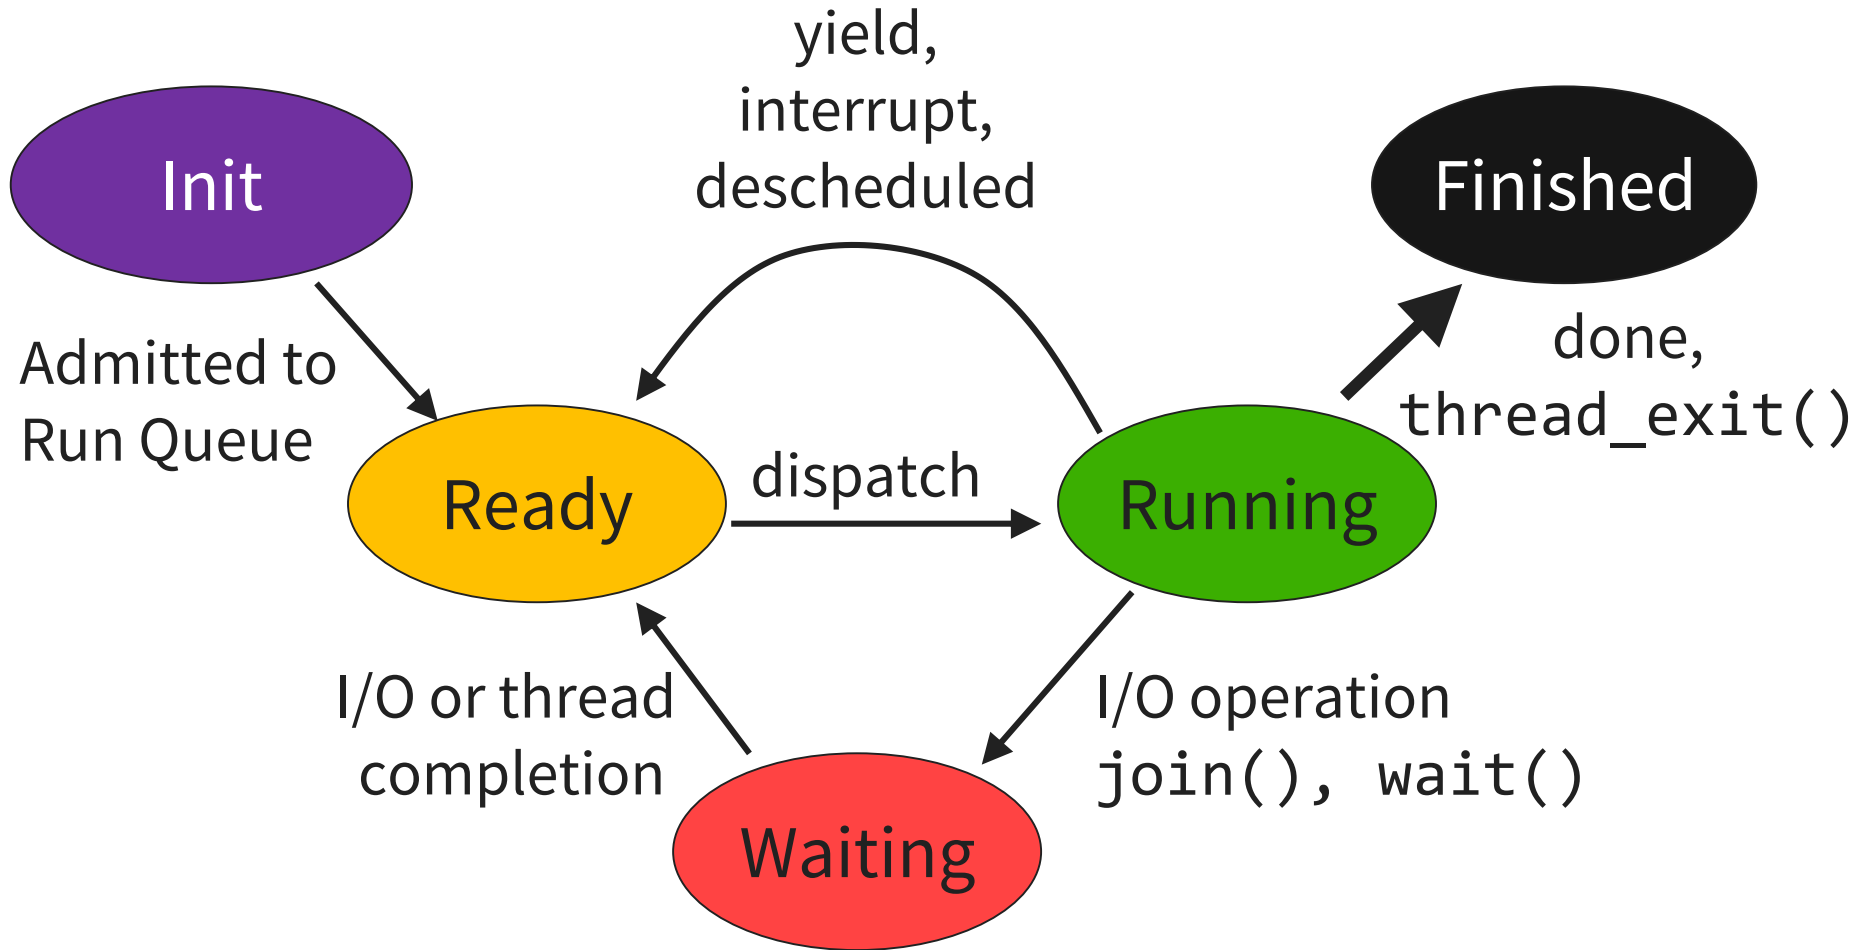 yield,
interrupt,
descheduled
Init
Finished
Admitted to
Run Queue
done,
thread_exit()
Ready
dispatch
Running
I/O or thread
completion
I/O operation
join(), wait()
Waiting